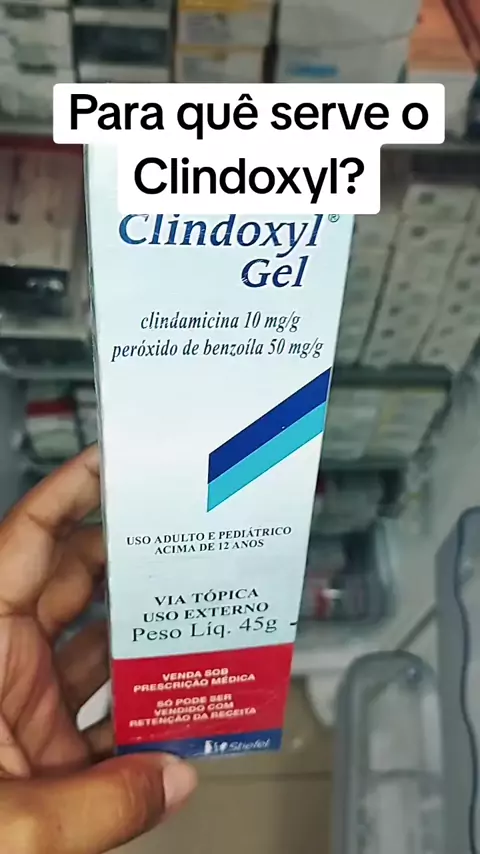 Para quê serve o
Clindoxyl?
Clindoxyl®
Gel
clindamicina 10 mg/g
peróxido de benzoíla 50 mg/g
USO ADULTO E PEDIÁTRICO
ACIMA DE 12 ANOS
VIA TÓPICA
USO EXTERNO
Peso Líq. 45g
VENDA SOB
PRESCRIÇÃO MÉDICA
SÓ PODE SER
VENDIDO COM
RETENÇÃO DA RECEITA
Stiefel